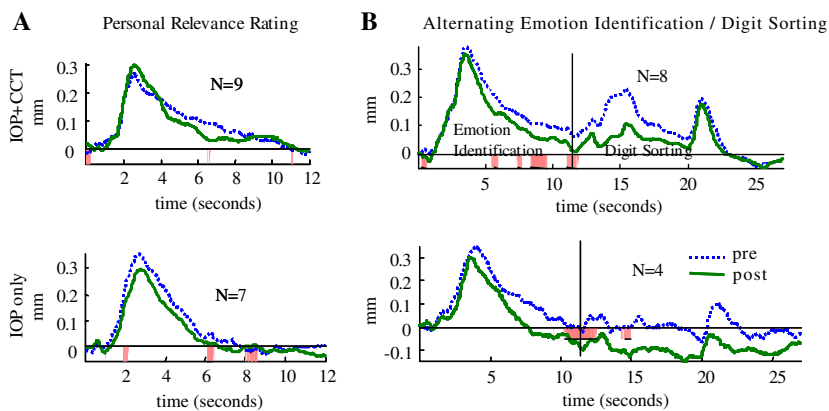 A
Personal Relevance Rating
B
Alternating Emotion Identification / Digit Sorting
IOP+CCT
mm
0.3
0.2
0.1
0
N=9
2 4 6 8 10 12
time (seconds)
0.3
0.2
0.1
0
N=8
Emotion
Identification
Digit Sorting
5 10 15 20 25
time (seconds)
IOP only
mm
0.3
0.2
0.1
0
N=7
2 4 6 8 10 12
time (seconds)
mm
0.3
0.2
0.1
0
-0.1
N=4
pre
post
5 10 15 20 25
time (seconds)